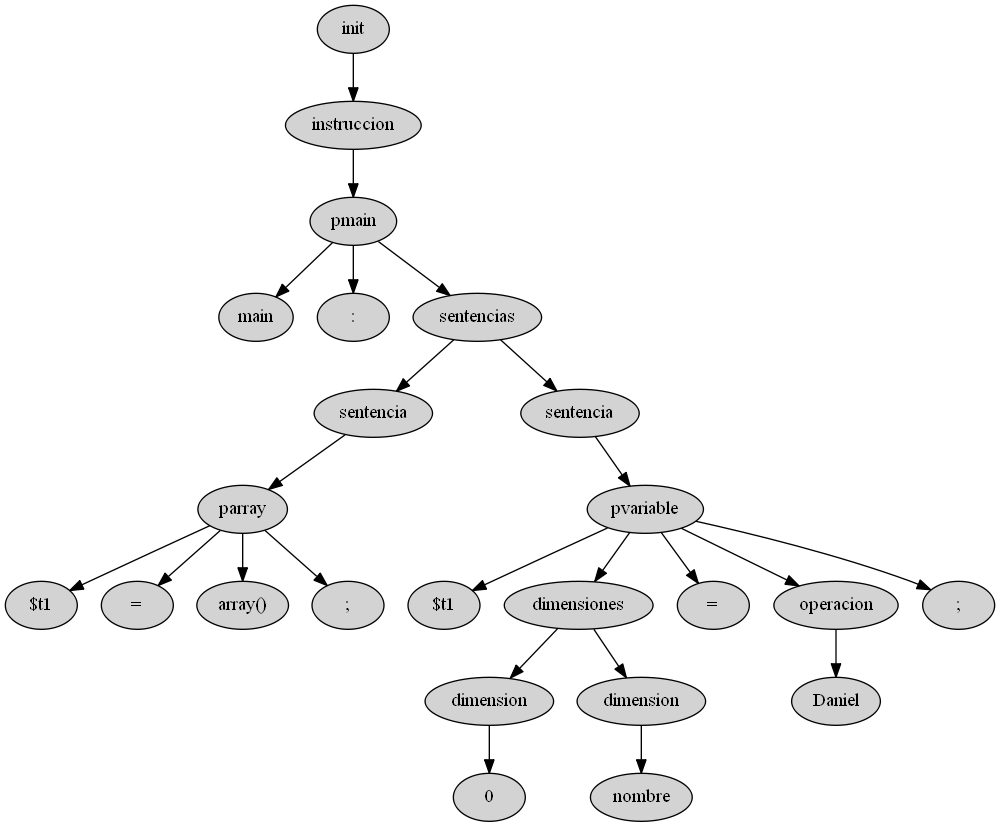 init
instruccion
pmain
main
:
sentencias
sentencia
sentencia
parray
pvariable
$t1
=
array()
;
$t1
dimensiones
=
operacion
;
dimension
dimension
Daniel
0
nombre